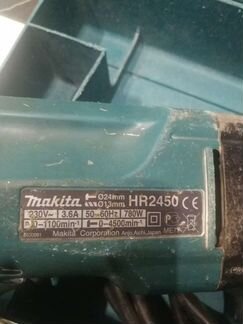 makita Ø24mm Ø13mm HR2450 CE
230V~ 3.6A 50-60Hz 780W
0-1100min⁻¹ 0-4500min⁻¹
Makita Corporation Anjo, Aichi, Japan